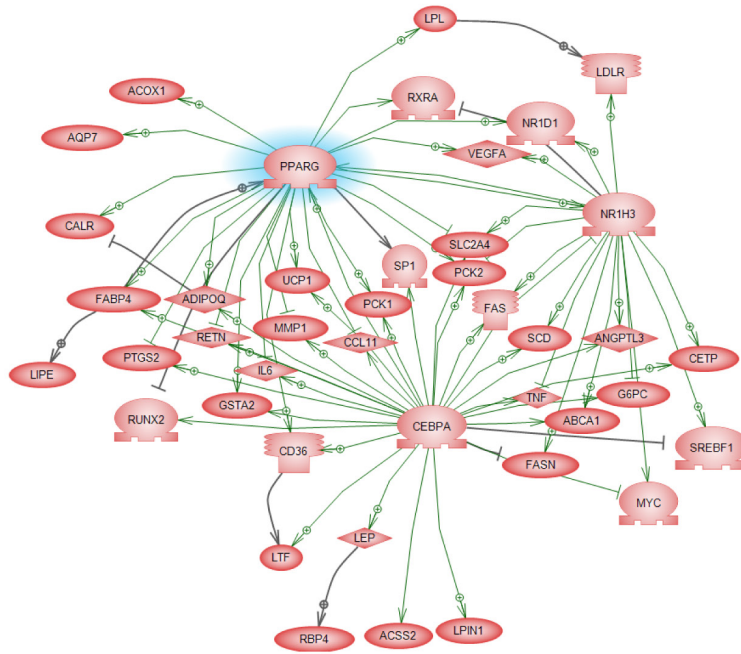 LPL
LDLR
ACOX1
RXRA
NR1D1
AQP7
VEGFA
PPARG
NR1H3
CALR
SLC2A4
SP1
PCK2
UCP1
FABP4
ADIPOQ
PCK1
FAS
MMP1
RETN
CCL11
SCD
ANGPTL3
PTGS2
CETP
LIPE
IL6
GSTA2
TNF
G6PC
RUNX2
CEBPA
ABCA1
SREBF1
CD36
FASN
MYC
LEP
LTF
RBP4
ACSS2
LPIN1